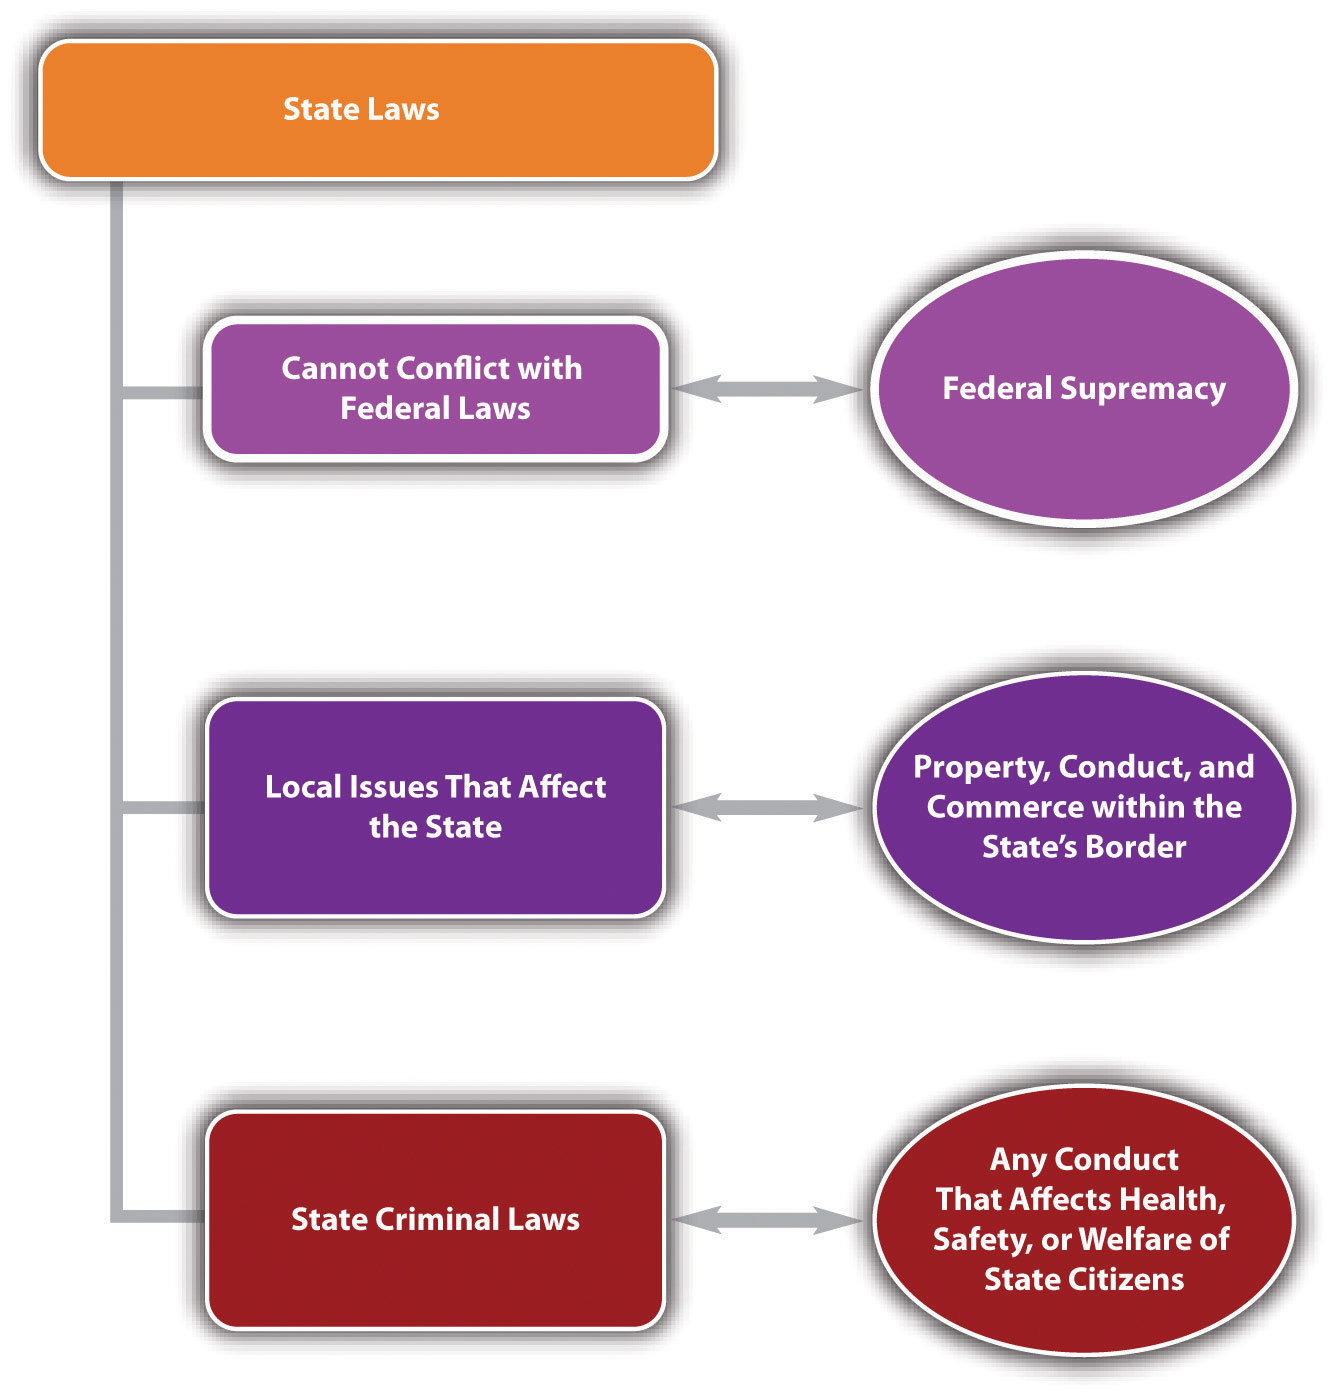 State Laws
Cannot Conflict with
Federal Laws
Federal Supremacy
Local Issues That Affect
the State
Property, Conduct, and
Commerce within the
State’s Border
State Criminal Laws
Any Conduct
That Affects Health,
Safety, or Welfare of
State Citizens